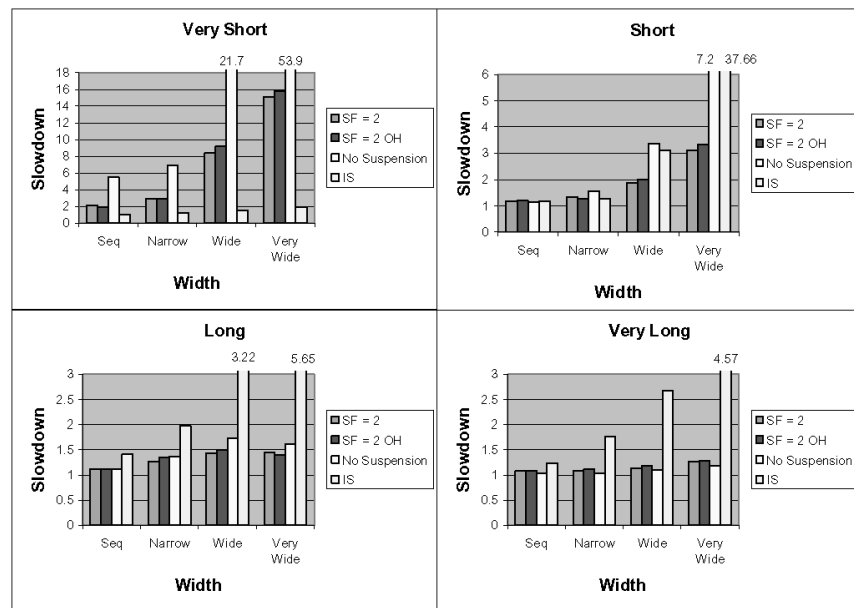 Very Short
21.7 53.9
18
16
14
12
10
8
6
4
2
0
Slowdown
Seq Narrow Wide Very Wide
Width
SF = 2
SF = 2 OH
No Suspension
IS
Short
7.2 37.66
6
5
4
3
2
1
0
Slowdown
Seq Narrow Wide Very Wide
Width
SF = 2
SF = 2 OH
No Suspension
IS
Long
3.22 5.65
3
2.5
2
1.5
1
0.5
0
Slowdown
Seq Narrow Wide Very Wide
Width
SF = 2
SF = 2 OH
No Suspension
IS
Very Long
4.57
3
2.5
2
1.5
1
0.5
0
Slowdown
Seq Narrow Wide Very Wide
Width
SF = 2
SF = 2 OH
No Suspension
IS